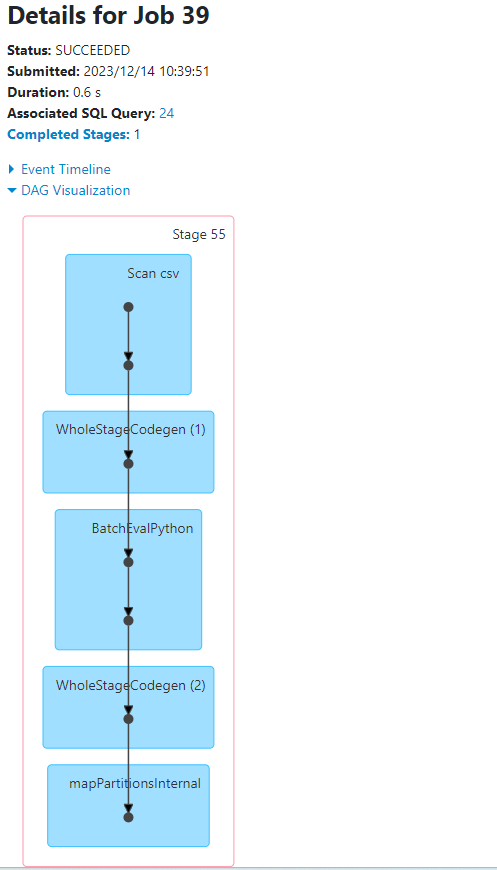 Details for Job 39
Status: SUCCEEDED
Submitted: 2023/12/14 10:39:51
Duration: 0.6 s
Associated SQL Query: 24
Completed Stages: 1
Event Timeline
DAG Visualization
Stage 55
Scan csv
WholeStageCodegen (1)
BatchEvalPython
WholeStageCodegen (2)
mapPartitionsInternal